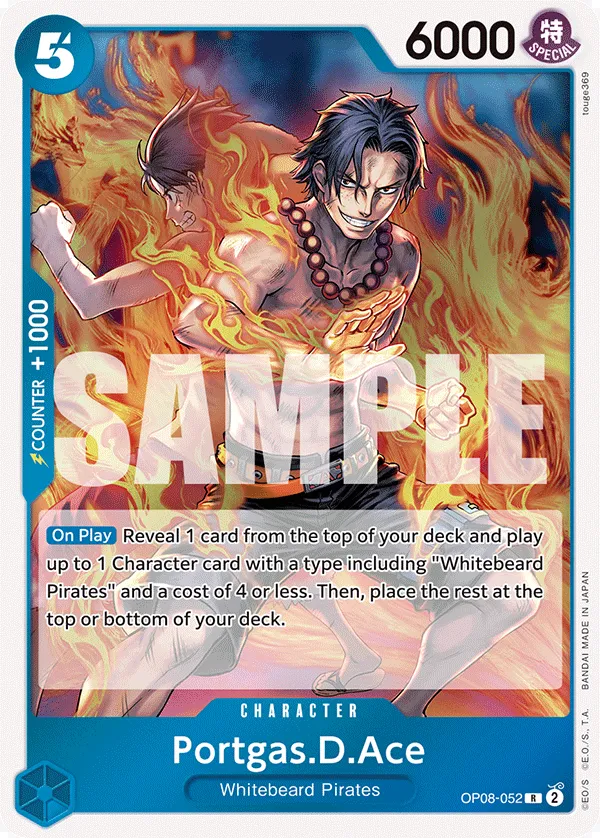 5
6000
特
SPECIAL
touge369
COUNTER +1000
SAMPLE
On Play Reveal 1 card from the top of your deck and play
up to 1 Character card with a type including "Whitebeard
Pirates" and a cost of 4 or less. Then, place the rest at the
top or bottom of your deck.
©EO/S ©E.O./S., T.A. BANDAI MADE IN JAPAN
CHARACTER
Portgas.D.Ace
Whitebeard Pirates
OP08-052 R 2